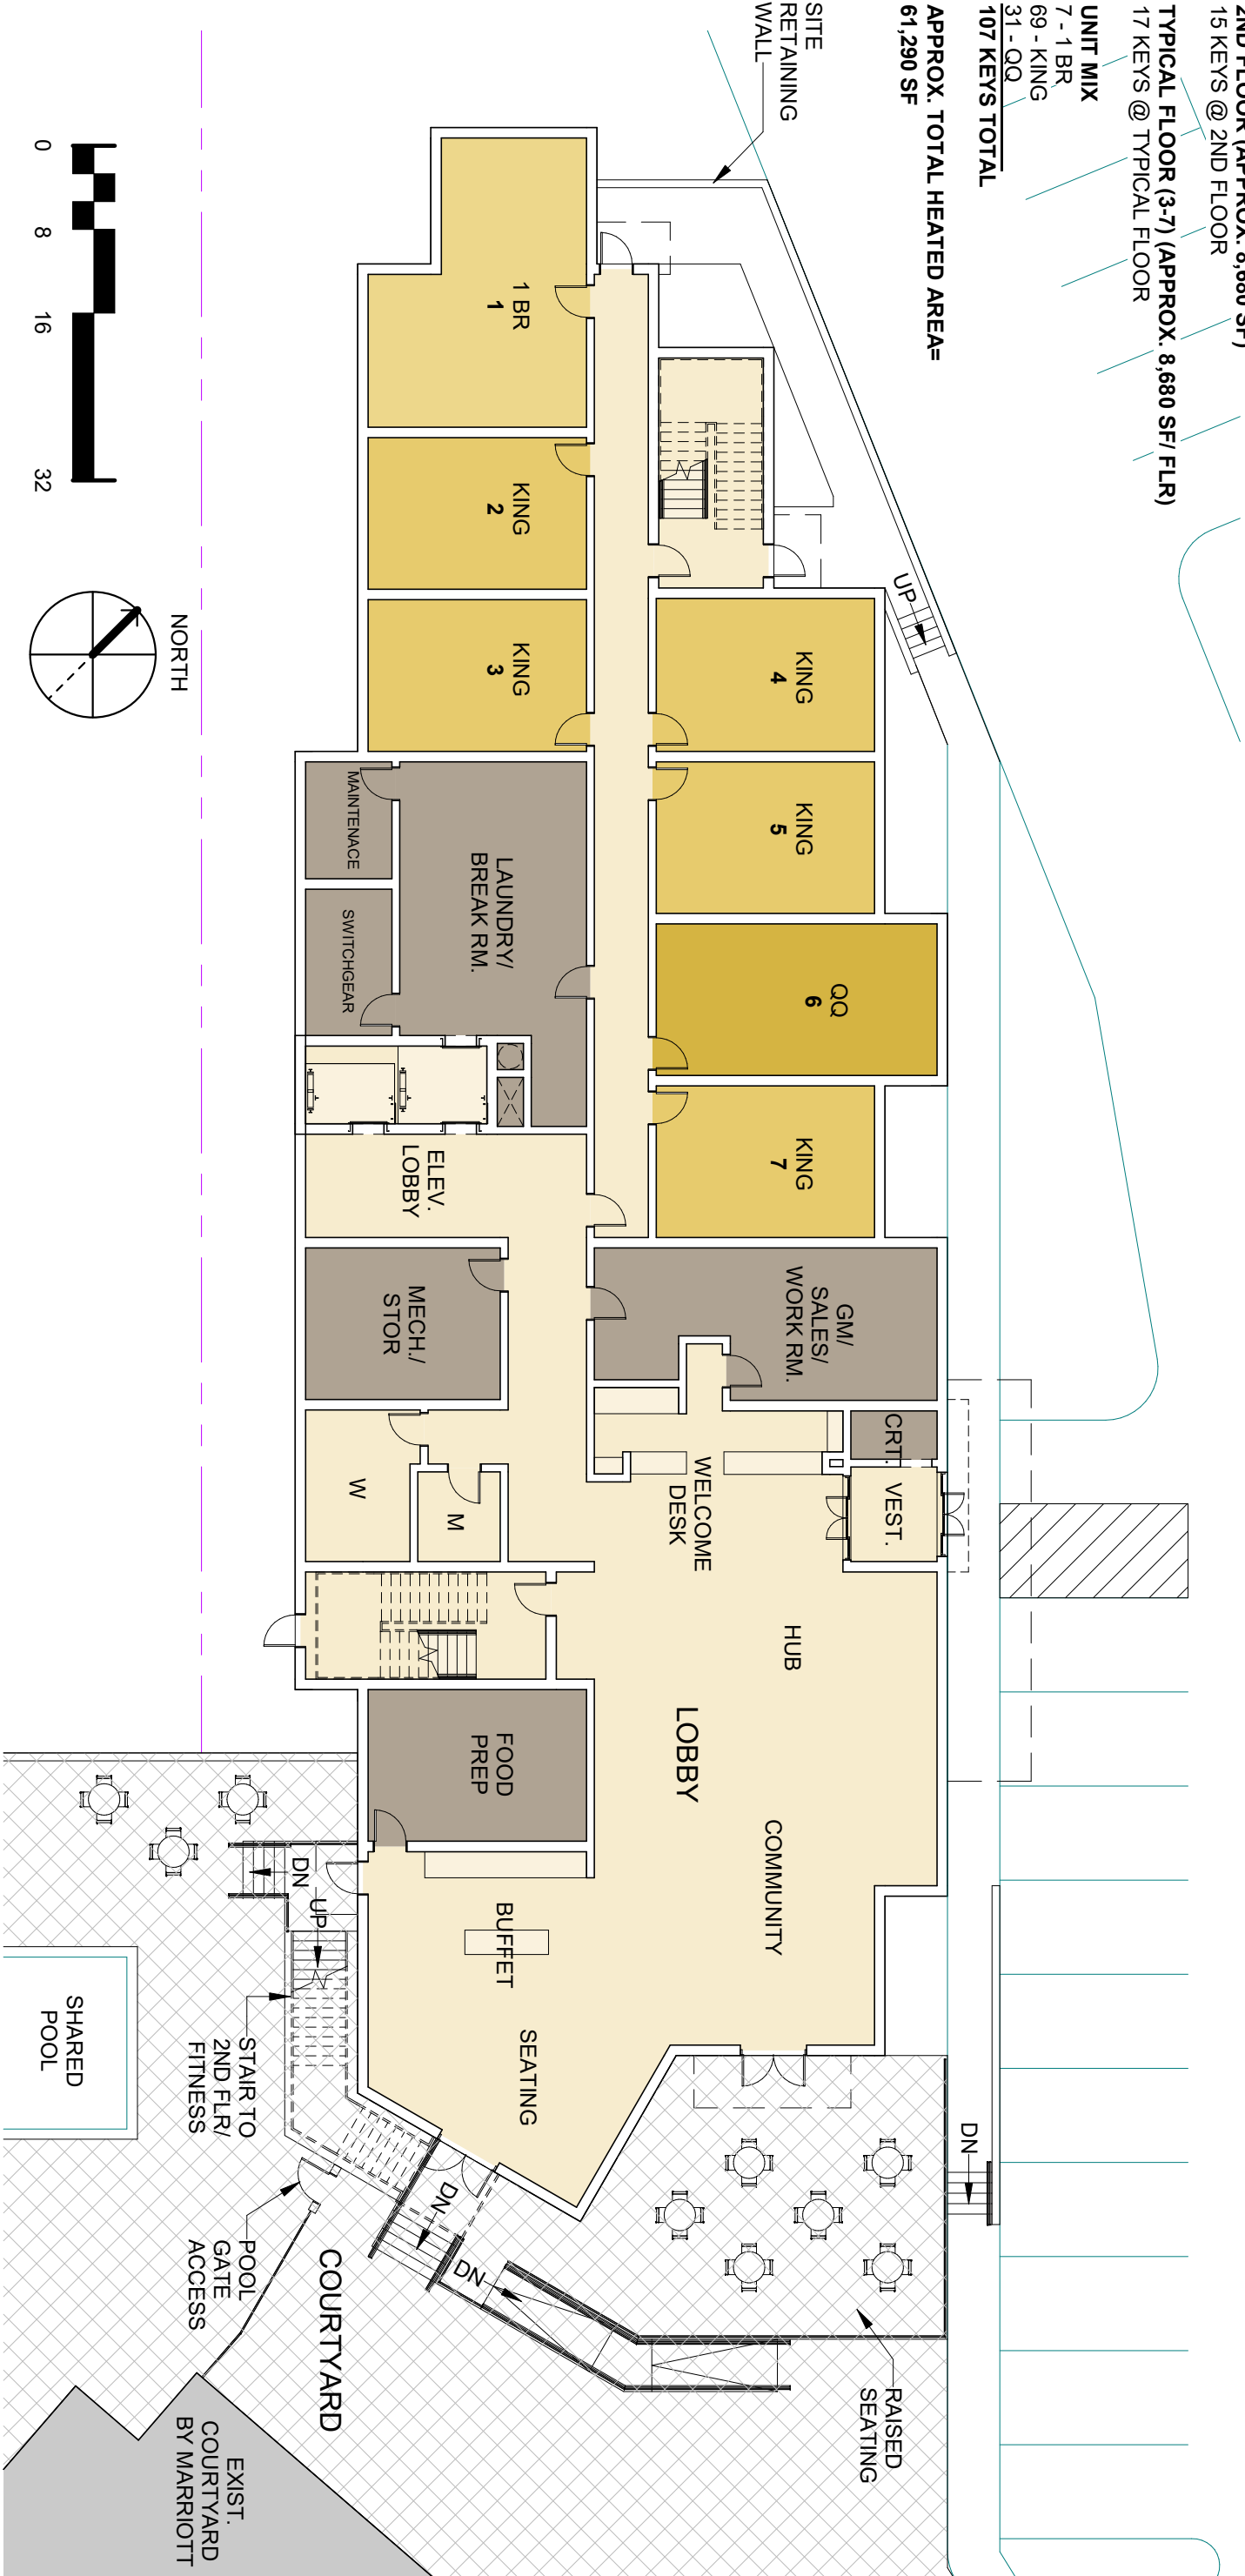 2ND FLOOR (APPROX. 8,680 SF)
15 KEYS @ 2ND FLOOR
TYPICAL FLOOR (3-7) (APPROX. 8,680 SF/ FLR)
17 KEYS @ TYPICAL FLOOR
UNIT MIX
7 - 1 BR
69 - KING
31 - QQ
107 KEYS TOTAL
APPROX. TOTAL HEATED AREA=
61,290 SF
SITE
RETAINING
WALL
UP
1 BR
1
KING
2
KING
3
KING
4
KING
5
QQ
6
KING
7
LAUNDRY/
BREAK RM.
MAINTENACE
SWITCHGEAR
ELEV.
LOBBY
MECH./
STOR
GM/
SALES/
WORK RM.
CRT.
VEST.
WELCOME
DESK
W
M
HUB
LOBBY
COMMUNITY
FOOD
PREP
BUFFET
SEATING
DN
UP
STAIR TO
2ND FLR/
FITNESS
SHARED
POOL
POOL
GATE
ACCESS
COURTYARD
DN
DN
DN
RAISED
SEATING
EXIST.
COURTYARD
BY MARRIOTT
0
8
16
32
NORTH